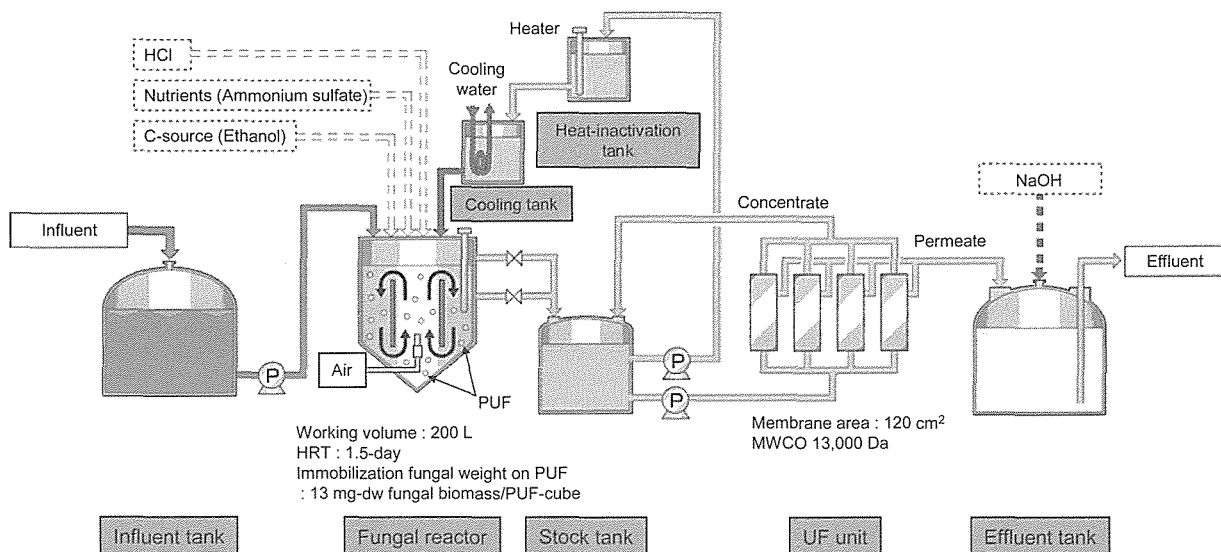 HCl
Nutrients (Ammonium sulfate)
C-source (Ethanol)
Heater
Cooling
water
Heat-inactivation
tank
Cooling tank
NaOH
Influent
Concentrate
Permeate
Effluent
P
Air
PUF
P
P
Working volume : 200 L
HRT : 1.5-day
Immobilization fungal weight on PUF
: 13 mg-dw fungal biomass/PUF-cube
Membrane area : 120 cm²
MWCO 13,000 Da
Influent tank
Fungal reactor
Stock tank
UF unit
Effluent tank